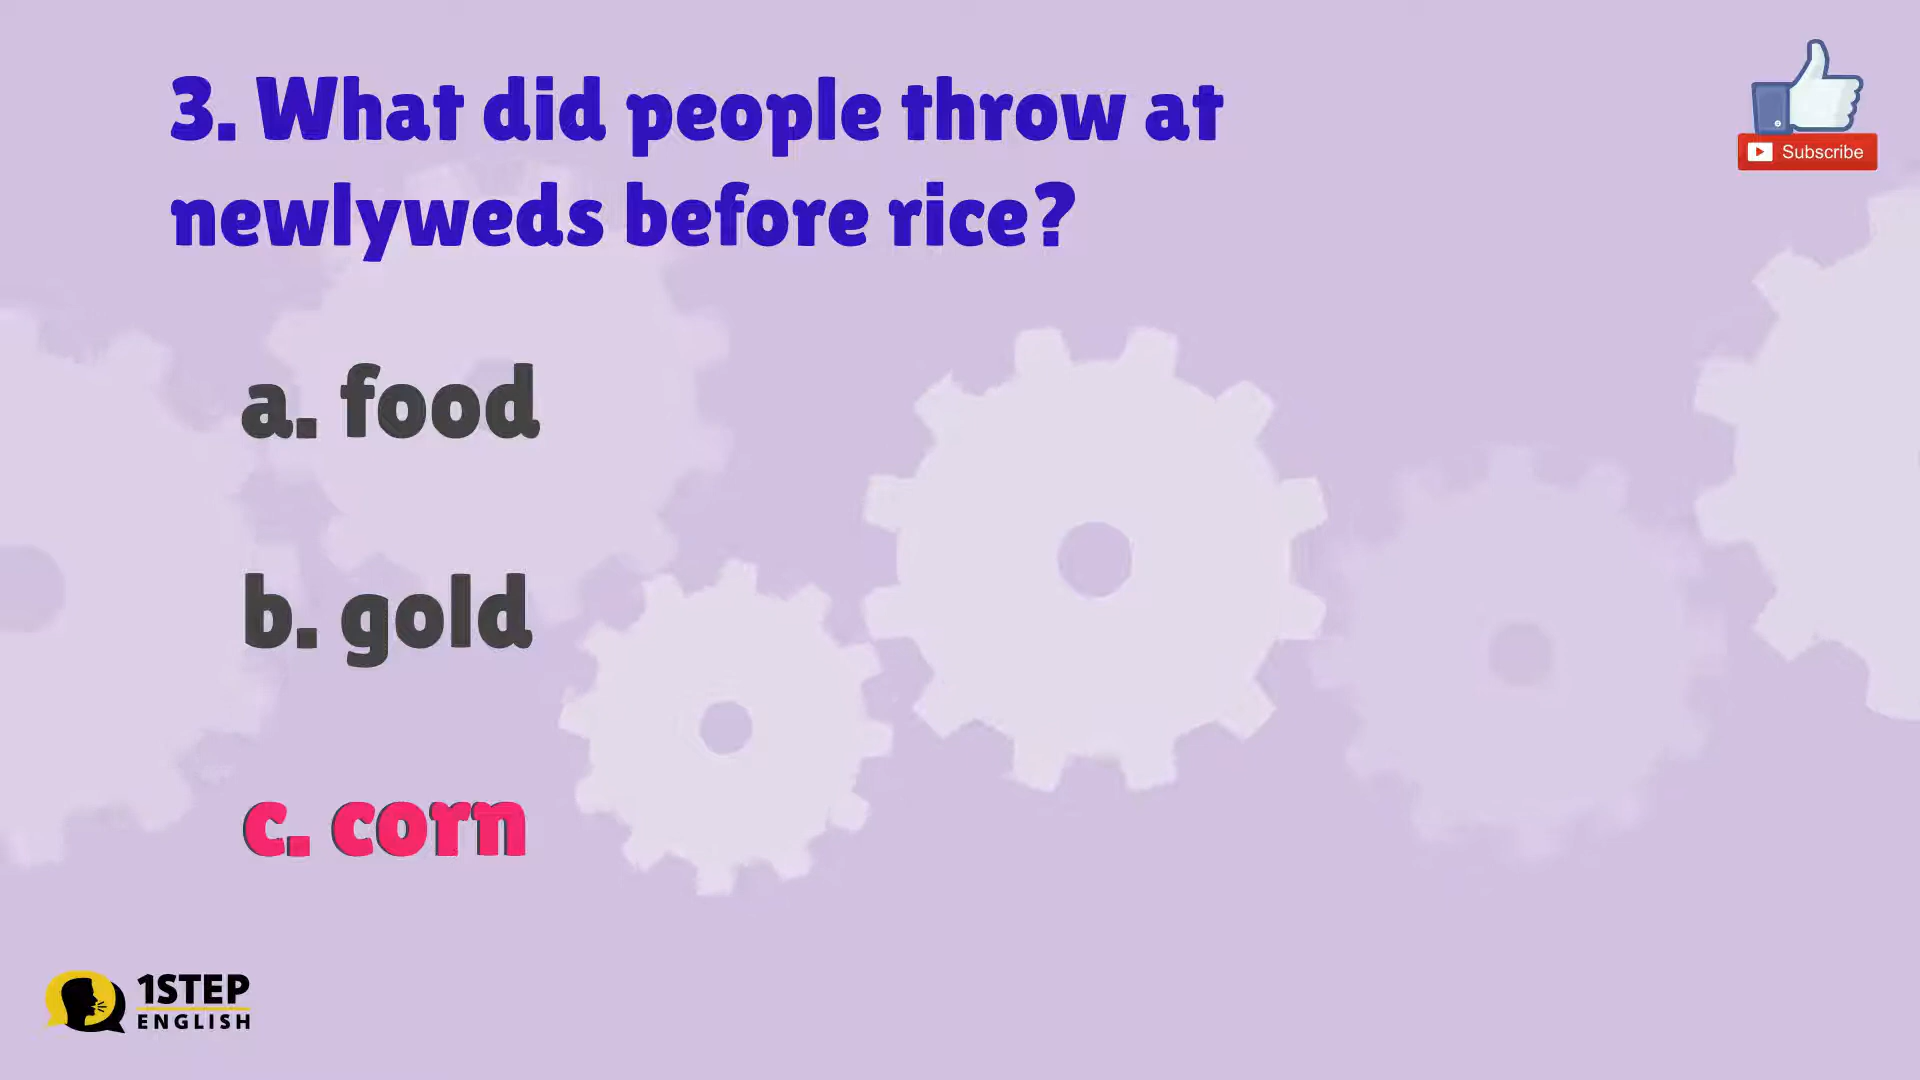 3. What did people throw at
newlyweds before rice?
Subscribe
a. food
b. gold
c. corn
1STEP
ENGLISH